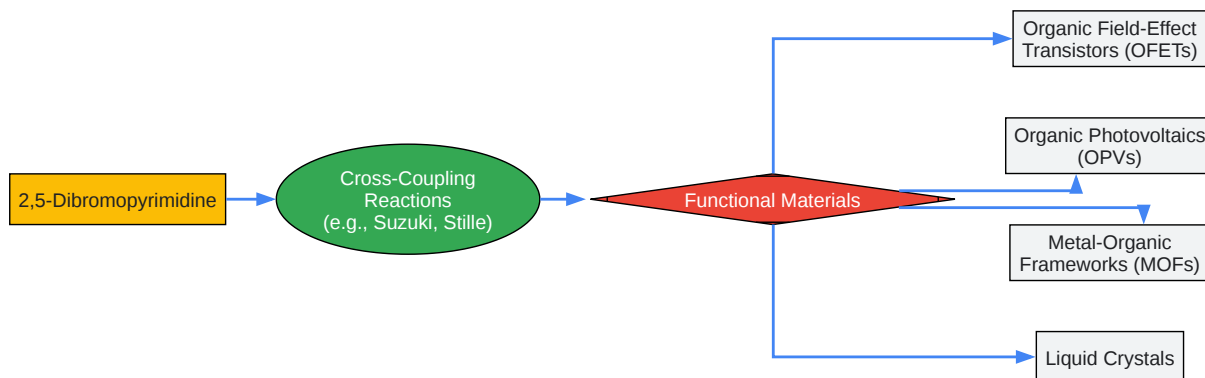 2,5-Dibromopyrimidine
Cross-Coupling
Reactions
(e.g., Suzuki, Stille)
Functional Materials
Organic Field-Effect
Transistors (OFETs)
Organic Photovoltaics
(OPVs)
Metal-Organic
Frameworks (MOFs)
Liquid Crystals